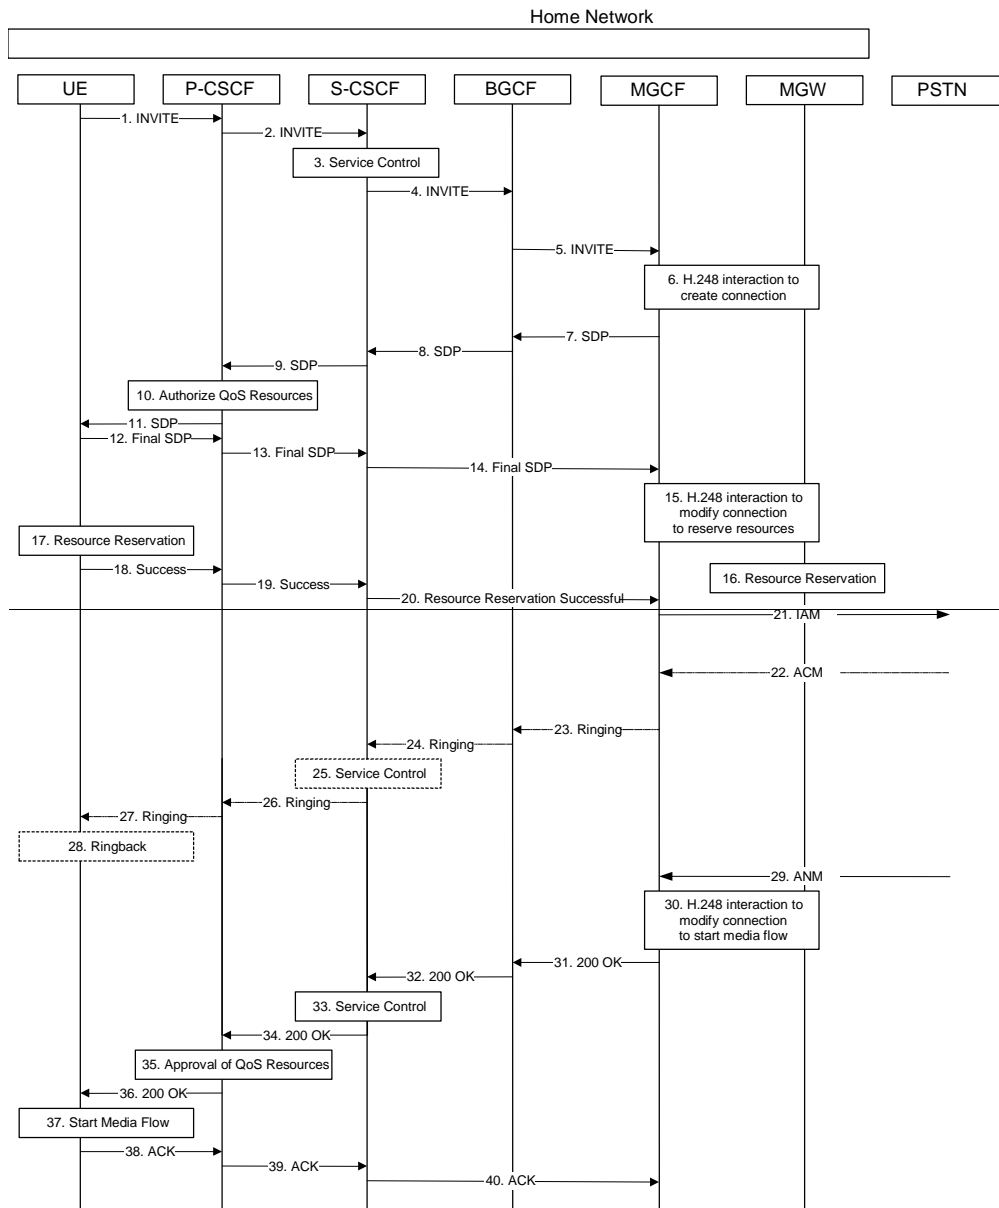 Home Network
UE
P-CSCF
S-CSCF
BGCF
MGCF
MGW
PSTN
1. INVITE
2. INVITE
3. Service Control
4. INVITE
5. INVITE
6. H.248 interaction to
create connection
7. SDP
8. SDP
9. SDP
10. Authorize QoS Resources
11. SDP
12. Final SDP
13. Final SDP
14. Final SDP
15. H.248 interaction to
modify connection
to reserve resources
17. Resource Reservation
18. Success
16. Resource Reservation
19. Success
20. Resource Reservation Successful
21. IAM
22. ACM
23. Ringing
24. Ringing
25. Service Control
26. Ringing
27. Ringing
28. Ringback
29. ANM
30. H.248 interaction to
modify connection
to start media flow
31. 200 OK
32. 200 OK
33. Service Control
34. 200 OK
35. Approval of QoS Resources
36. 200 OK
37. Start Media Flow
38. ACK
39. ACK
40. ACK